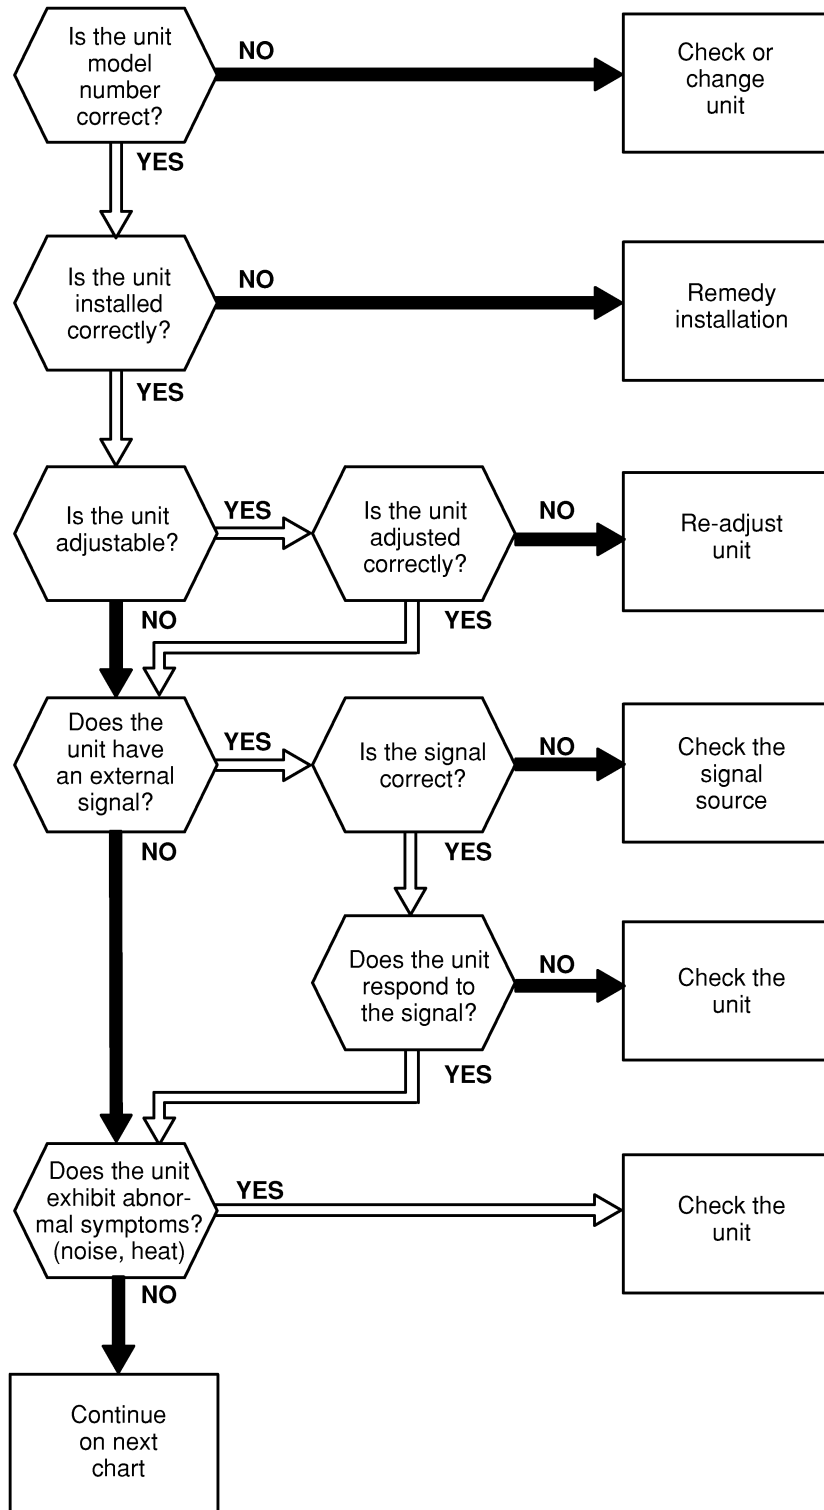 Is the unit
model
number
correct?
NO
Check or
change
unit
YES
Is the unit
installed
correctly?
NO
Remedy
installation
YES
Is the unit
adjustable?
YES
Is the unit
adjusted
correctly?
NO
Re-adjust
unit
NO
YES
Does the
unit have
an external
signal?
YES
Is the signal
correct?
NO
Check the
signal
source
NO
YES
Does the unit
respond to
the signal?
NO
Check the
unit
YES
Does the unit
exhibit abnor-
mal symptoms?
(noise, heat)
YES
Check the
unit
NO
Continue
on next
chart